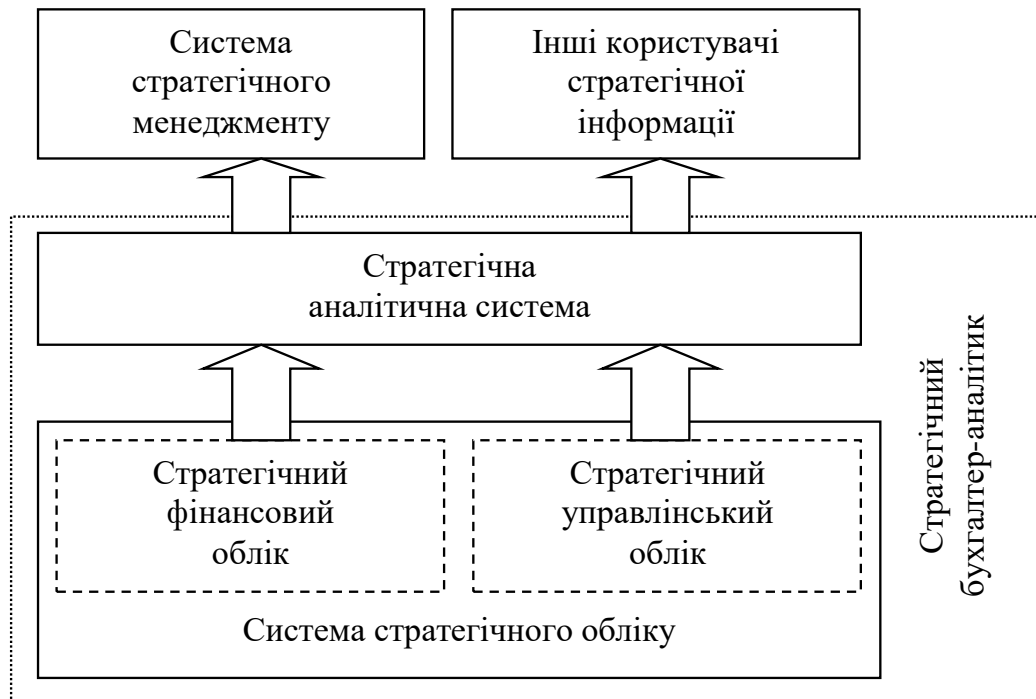 Система
стратегічного
менеджменту
Інші користувачі
стратегічної
інформації
Стратегічна
аналітична система
Стратегічний
фінансовий
облік
Стратегічний
управлінський
облік
Система стратегічного обліку
Стратегічний
бухгалтер-аналітик